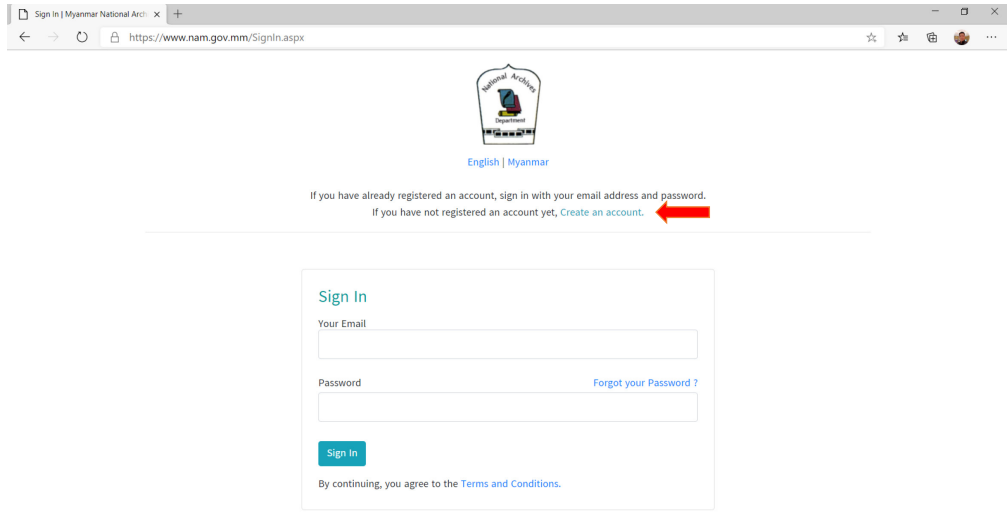 Sign In | Myanmar National Arch
https://www.nam.gov.mm/SignIn.aspx
National Archives
Department
English | Myanmar
If you have already registered an account, sign in with your email address and password.
If you have not registered an account yet, Create an account.
Sign In
Your Email
Password
Forgot your Password ?
Sign In
By continuing, you agree to the Terms and Conditions.